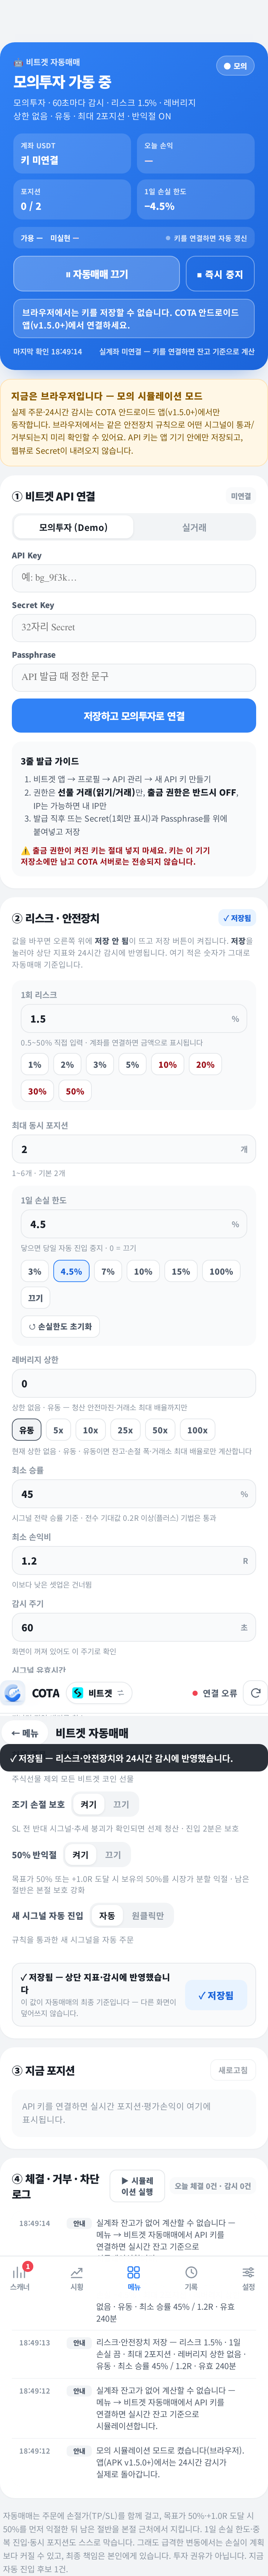 🤖 비트겟 자동매매
모의투자 가동 중
● 모의
모의투자 · 60초마다 감시 · 리스크 1.5% · 레버리지
상한 없음 · 유동 · 최대 2포지션 · 반익절 ON
계좌 USDT
키 미연결
오늘 손익
—
포지션
0 / 2
1일 손실 한도
−4.5%
가용 — 미실현 —
키를 연결하면 자동 갱신
⏸ 자동매매 끄기
■ 즉시 중지
브라우저에서는 키를 저장할 수 없습니다. COTA 안드로이드
앱(v1.5.0+)에서 연결하세요.
마지막 확인 18:49:14
실계좌 미연결 — 키를 연결하면 잔고 기준으로 계산
지금은 브라우저입니다 — 모의 시뮬레이션 모드
실제 주문·24시간 감시는 COTA 안드로이드 앱(v1.5.0+)에서만
동작합니다. 브라우저에서는 같은 안전장치 규칙으로 어떤 시그널이 통과/
거부되는지 미리 확인할 수 있어요. API 키는 앱 기기 안에만 저장되고,
웹뷰로 Secret이 내려오지 않습니다.
① 비트겟 API 연결
미연결
모의투자 (Demo)
실거래
API Key
예: bg_9f3k…
Secret Key
32자리 Secret
Passphrase
API 발급 때 정한 문구
저장하고 모의투자로 연결
3줄 발급 가이드
1. 비트겟 앱 → 프로필 → API 관리 → 새 API 키 만들기
2. 권한은 선물 거래(읽기/거래)만, 출금 권한은 반드시 OFF,
IP는 가능하면 내 IP만
3. 발급 직후 뜨는 Secret(1회만 표시)과 Passphrase를 위에
붙여넣고 저장
⚠️ 출금 권한이 켜진 키는 절대 넣지 마세요. 키는 이 기기
저장소에만 남고 COTA 서버로는 전송되지 않습니다.
② 리스크 · 안전장치
✓ 저장됨
값을 바꾸면 오른쪽 위에 저장 안 됨이 뜨고 저장 버튼이 켜집니다. 저장을
눌러야 상단 지표와 24시간 감시에 반영됩니다. 여기 적은 숫자가 그대로
자동매매 기준입니다.
1회 리스크
1.5 %
0.5~50% 직접 입력 · 계좌를 연결하면 금액으로 표시됩니다
1% 2% 3% 5% 10% 20%
30% 50%
최대 동시 포지션
2 개
1~6개 · 기본 2개
1일 손실 한도
4.5 %
닿으면 당일 자동 진입 중지 · 0 = 끄기
3% 4.5% 7% 10% 15% 100%
끄기
↺ 손실한도 초기화
레버리지 상한
0
상한 없음 · 유동 — 청산 안전마진·거래소 최대 배율까지만
유동 5x 10x 25x 50x 100x
현재 상한 없음 · 유동 · 유동이면 잔고·손절 폭·거래소 최대 배율로만 계산합니다
최소 승률
45 %
시그널 전략 승률 기준 · 전수 기대값 0.2R 이상(플러스) 기법은 통과
최소 손익비
1.2 R
이보다 낮은 셋업은 건너뜀
감시 주기
60 초
화면이 꺼져 있어도 이 주기로 확인
시그널 유효시간
COTA
비트겟
연결 오류
← 메뉴
비트겟 자동매매
✓ 저장됨 — 리스크·안전장치와 24시간 감시에 반영했습니다.
주식선물 제외 모든 비트겟 코인 선물
조기 손절 보호
켜기
끄기
SL 전 반대 시그널·추세 붕괴가 확인되면 선제 청산 · 진입 2분은 보호
50% 반익절
켜기
끄기
목표가 50% 또는 +1.0R 도달 시 보유의 50%를 시장가 분할 익절 · 남은
절반은 본절 보호 강화
새 시그널 자동 진입
자동
원클릭만
규칙을 통과한 새 시그널을 자동 주문
✓ 저장됨 — 상단 지표·감시에 반영했습니
다
이 값이 자동매매의 최종 기준입니다 — 다른 화면이
덮어쓰지 않습니다.
✓ 저장됨
③ 지금 포지션
새로고침
API 키를 연결하면 실시간 포지션·평가손익이 여기에
표시됩니다.
④ 체결 · 거부 · 차단
로그
▶ 시뮬레
이션 실행
오늘 체결 0건 · 감시 0건
18:49:14 안내 실계좌 잔고가 없어 계산할 수 없습니다 —
메뉴 → 비트겟 자동매매에서 API 키를
연결하면 실시간 잔고 기준으로
1
스캐너
시황
메뉴
기록
설정
없음 · 유동 · 최소 승률 45% / 1.2R · 유효
240분
18:49:13 안내 리스크·안전장치 저장 — 리스크 1.5% · 1일
손실 끔 · 최대 2포지션 · 레버리지 상한 없음 ·
유동 · 최소 승률 45% / 1.2R · 유효 240분
18:49:12 안내 실계좌 잔고가 없어 계산할 수 없습니다 —
메뉴 → 비트겟 자동매매에서 API 키를
연결하면 실시간 잔고 기준으로
시뮬레이션합니다.
18:49:12 안내 모의 시뮬레이션 모드로 켰습니다(브라우저).
앱(APK v1.5.0+)에서는 24시간 감시가
실제로 돌아갑니다.
자동매매는 주문에 손절가(TP/SL)를 함께 걸고, 목표가 50%·+1.0R 도달 시
50%를 먼저 익절한 뒤 남은 절반을 본절 근처에서 지킵니다. 1일 손실 한도·중
복 진입·동시 포지션도 스스로 막습니다. 그래도 급격한 변동에서는 손실이 계획
보다 커질 수 있고, 최종 책임은 본인에게 있습니다. 투자 권유가 아닙니다. 지금
자동 진입 후보 1건.